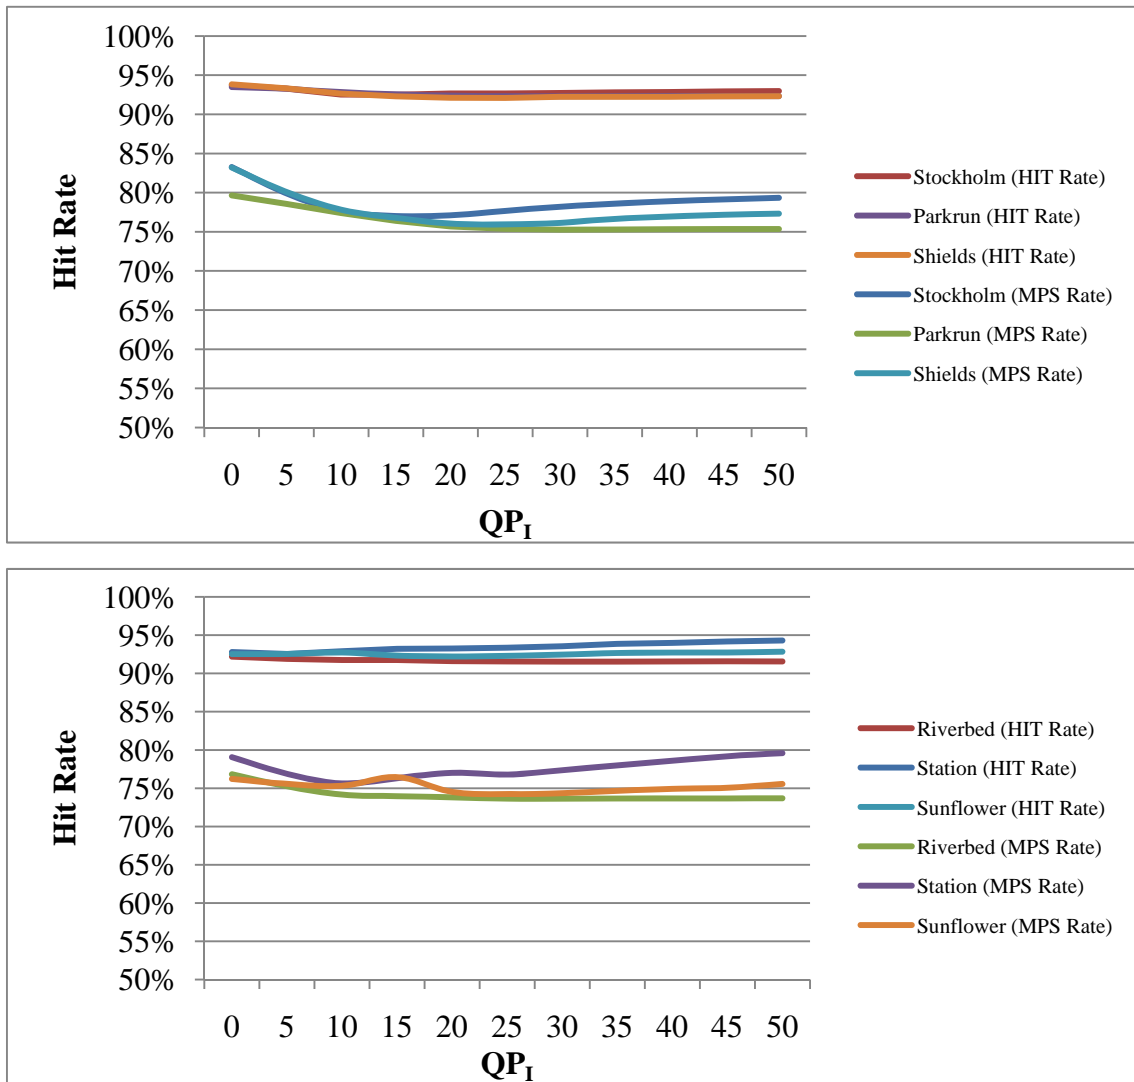 100%
95%
90%
85%
80%
75%
70%
65%
60%
55%
50%
Hit Rate
0 5 10 15 20 25 30 35 40 45 50
QPI
Stockholm (HIT Rate)
Parkrun (HIT Rate)
Shields (HIT Rate)
Stockholm (MPS Rate)
Parkrun (MPS Rate)
Shields (MPS Rate)
100%
95%
90%
85%
80%
75%
70%
65%
60%
55%
50%
Hit Rate
0 5 10 15 20 25 30 35 40 45 50
QPI
Riverbed (HIT Rate)
Station (HIT Rate)
Sunflower (HIT Rate)
Riverbed (MPS Rate)
Station (MPS Rate)
Sunflower (MPS Rate)